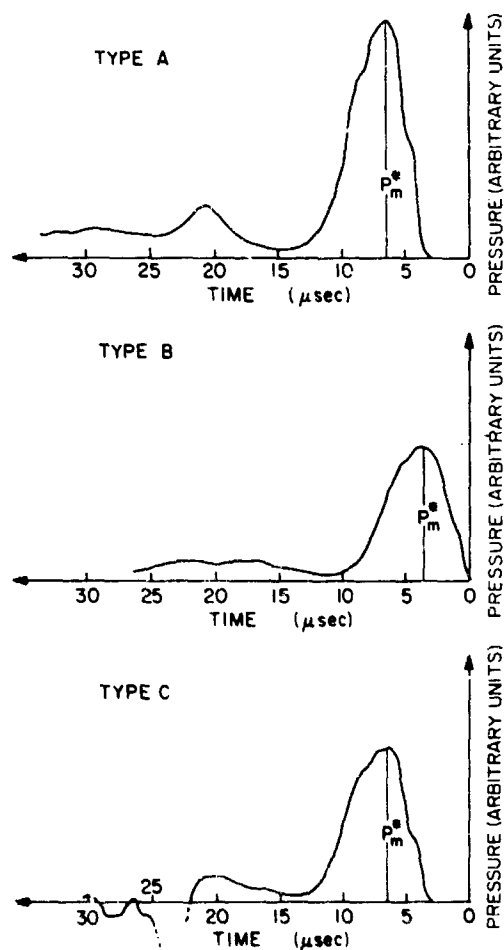 TYPE A
PRESSURE (ARBITRARY UNITS)
P*m
30 25 20 15 10 5 0
TIME (μsec)
TYPE B
PRESSURE (ARBITRARY UNITS)
P*m
30 25 20 15 10 5 0
TIME (μsec)
TYPE C
PRESSURE (ARBITRARY UNITS)
P*m
30 25 20 15 10 5 0
TIME (μsec)